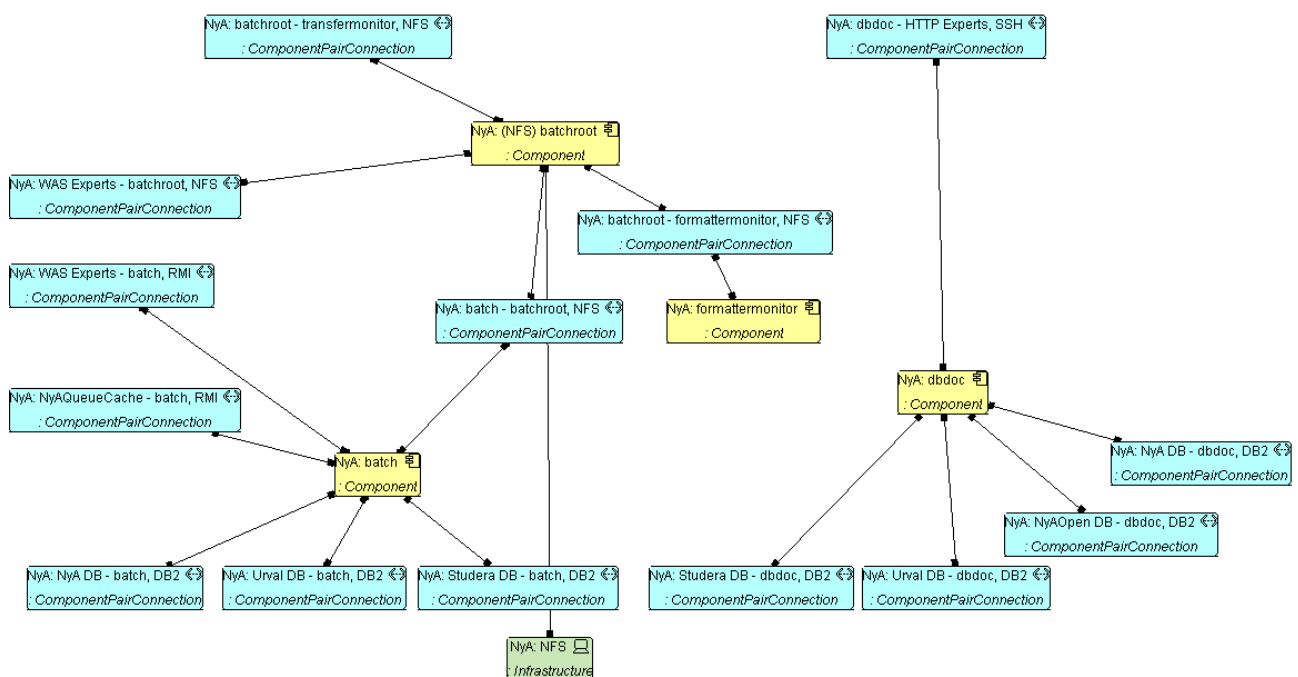 NyA: batchroot - transfermonitor, NFS
: ComponentPairConnection
NyA: dbdoc - HTTP Experts, SSH
: ComponentPairConnection
NyA: (NFS) batchroot
: Component
NyA: WAS Experts - batchroot, NFS
: ComponentPairConnection
NyA: batchroot - formattermonitor, NFS
: ComponentPairConnection
NyA: WAS Experts - batch, RMI
: ComponentPairConnection
NyA: batch - batchroot, NFS
: ComponentPairConnection
NyA: formattermonitor
: Component
NyA: dbdoc
: Component
NyA: NyAQueueCache - batch, RMI
: ComponentPairConnection
NyA: NyA DB - dbdoc, DB2
: ComponentPairConnection
NyA: batch
: Component
NyA: NyAOpen DB - dbdoc, DB2
: ComponentPairConnection
NyA: NyA DB - batch, DB2
: ComponentPairConnection
NyA: Urval DB - batch, DB2
: ComponentPairConnection
NyA: Studera DB - batch, DB2
: ComponentPairConnection
NyA: Studera DB - dbdoc, DB2
: ComponentPairConnection
NyA: Urval DB - dbdoc, DB2
: ComponentPairConnection
NyA: NFS
: Infrastructure